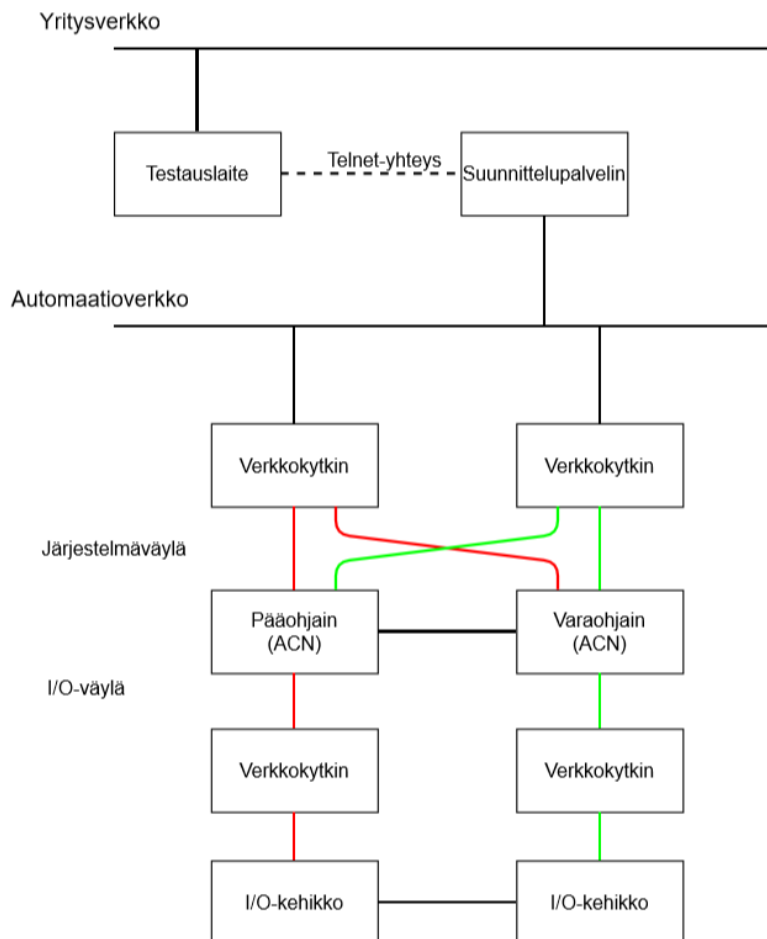 Yritysverkko
Testauslaite
Telnet-yhteys
Suunnittelupalvelin
Automaatioverkko
Verkkokytkin
Verkkokytkin
Järjestelmäväylä
Pääohjain
(ACN)
Varaohjain
(ACN)
I/O-väylä
Verkkokytkin
Verkkokytkin
I/O-kehikko
I/O-kehikko